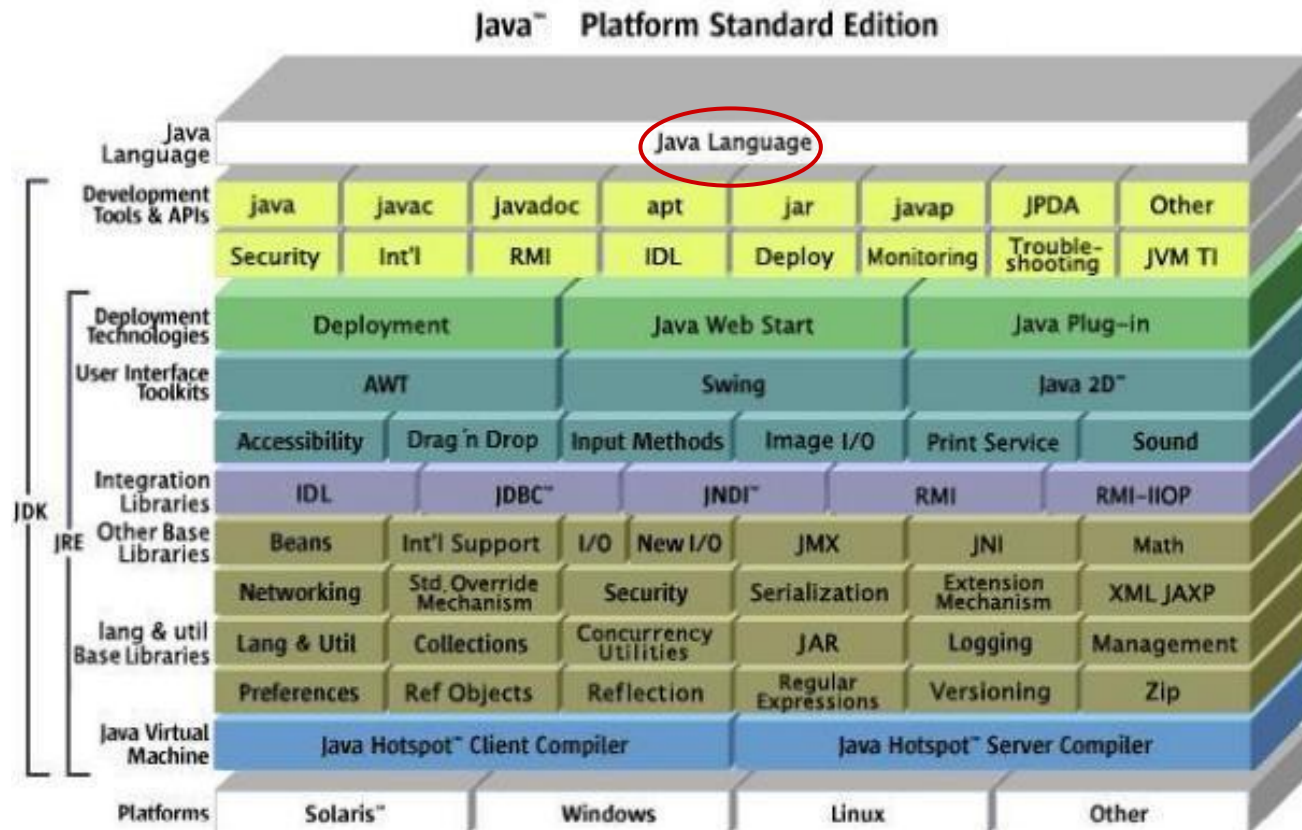 Java™ Platform Standard Edition
Java Language
Java Language
Development Tools & APIs
java javac javadoc apt jar javap JPDA Other
Security Int'l RMI IDL Deploy Monitoring Trouble-shooting JVM TI
Deployment Technologies
Deployment Java Web Start Java Plug-in
User Interface Toolkits
AWT Swing Java 2D™
Accessibility Drag'n Drop Input Methods Image I/O Print Service Sound
Integration Libraries
IDL JDBC™ JNDI™ RMI RMI-IIOP
JDK
JRE
Other Base Libraries
Beans Int'l Support I/O New I/O JMX JNI Math
Networking Std. Override Mechanism Security Serialization Extension Mechanism XML JAXP
lang & util Base Libraries
Lang & Util Collections Concurrency Utilities JAR Logging Management
Preferences Ref Objects Reflection Regular Expressions Versioning Zip
Java Virtual Machine
Java Hotspot™ Client Compiler Java Hotspot™ Server Compiler
Platforms
Solaris™ Windows Linux Other